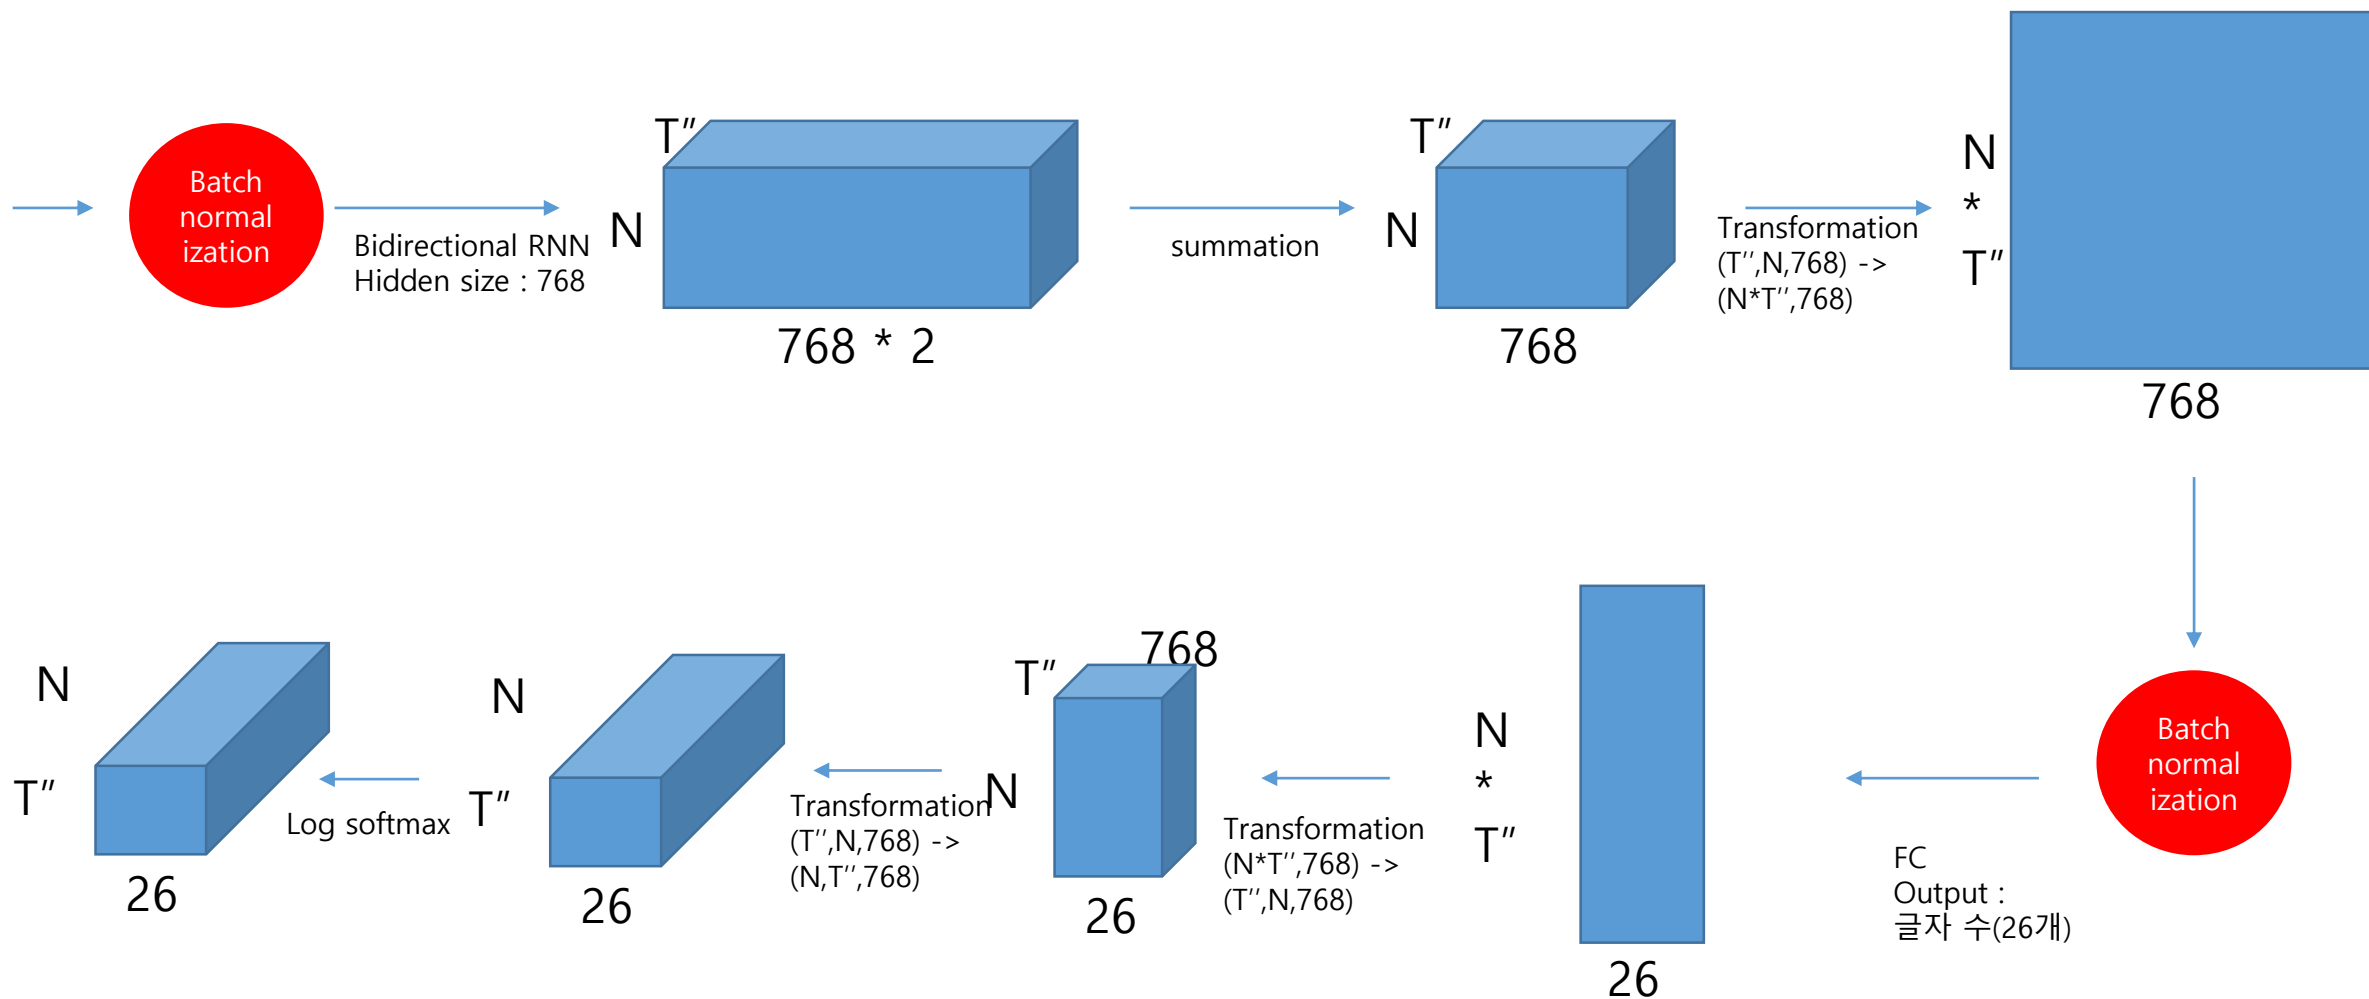 Batch
normal
ization
Bidirectional RNN
Hidden size : 768
T″
N
768 * 2
summation
T″
N
768
Transformation
(T′′,N,768) ->
(N*T′′,768)
N
*
T″
768
Batch
normal
ization
FC
Output :
글자 수(26개)
N
*
T″
26
Transformation
(N*T′′,768) ->
(T′′,N,768)
768
T″
N
26
Transformation
(T′′,N,768) ->
(N,T′′,768)
N
T″
26
Log softmax
N
T″
26